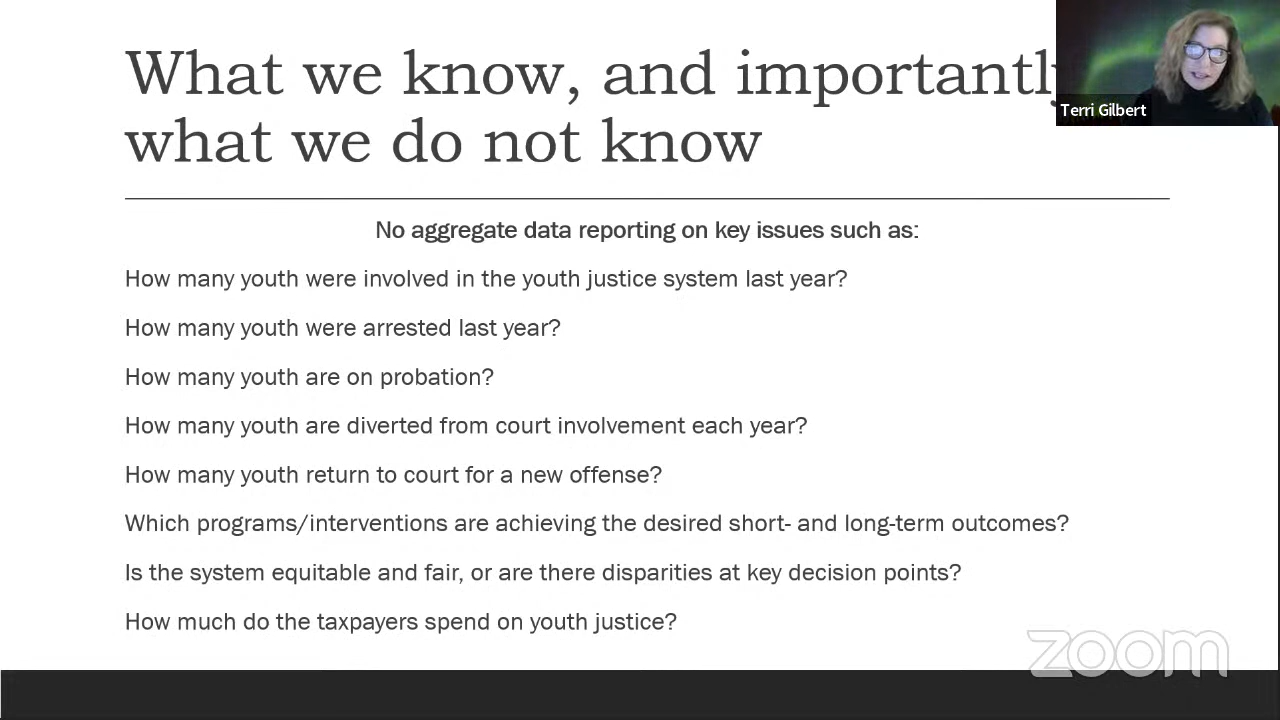 What we know, and importantly
what we do not know
Terri Gilbert
No aggregate data reporting on key issues such as:
How many youth were involved in the youth justice system last year?
How many youth were arrested last year?
How many youth are on probation?
How many youth are diverted from court involvement each year?
How many youth return to court for a new offense?
Which programs/interventions are achieving the desired short- and long-term outcomes?
Is the system equitable and fair, or are there disparities at key decision points?
How much do the taxpayers spend on youth justice?
zoom